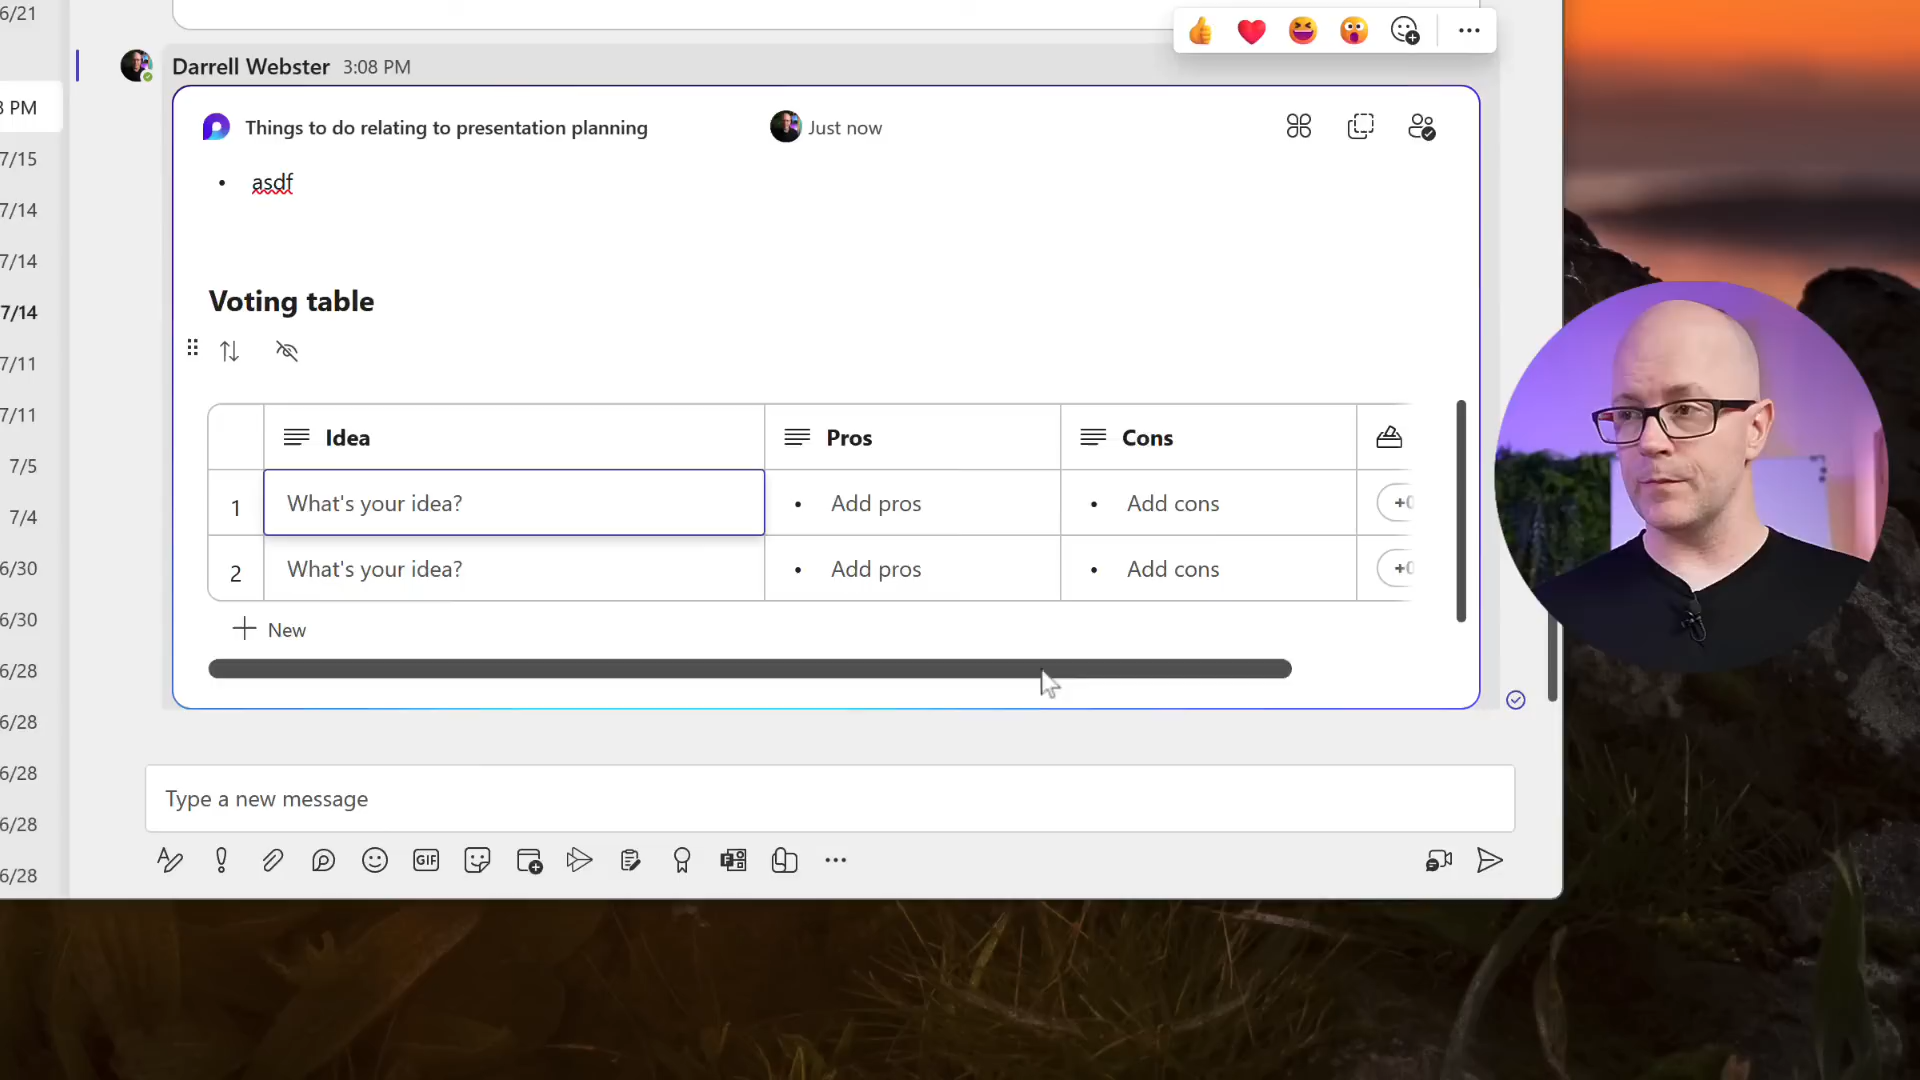 6/21
Darrell Webster 3:08 PM
Things to do relating to presentation planning Just now
PM
7/15
asdf
7/14
7/14
Voting table
7/14
7/11
7/11
Idea Pros Cons
7/5
1 What's your idea? Add pros Add cons
7/4
2 What's your idea? Add pros Add cons
6/30
6/30
New
6/28
6/28
6/28
Type a new message
6/28
GIF
6/28